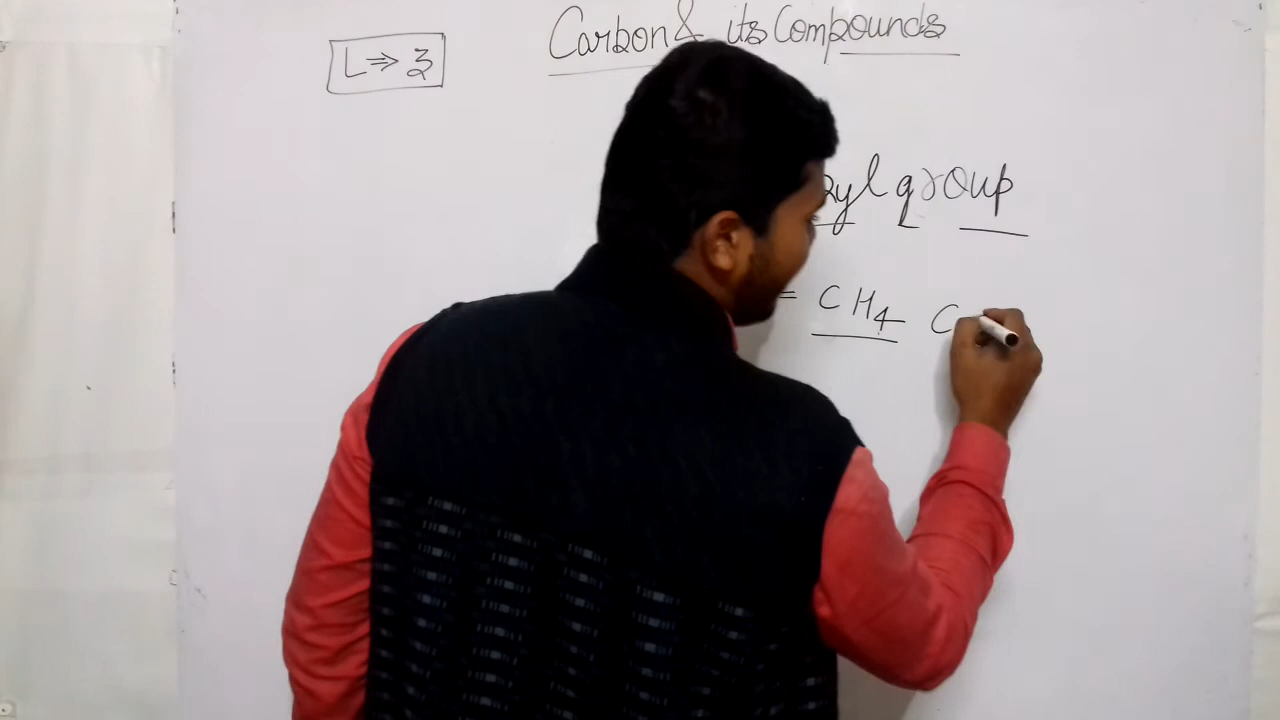 L ⇒ 3
Carbon & its Compounds
yl group
= CH₄ C